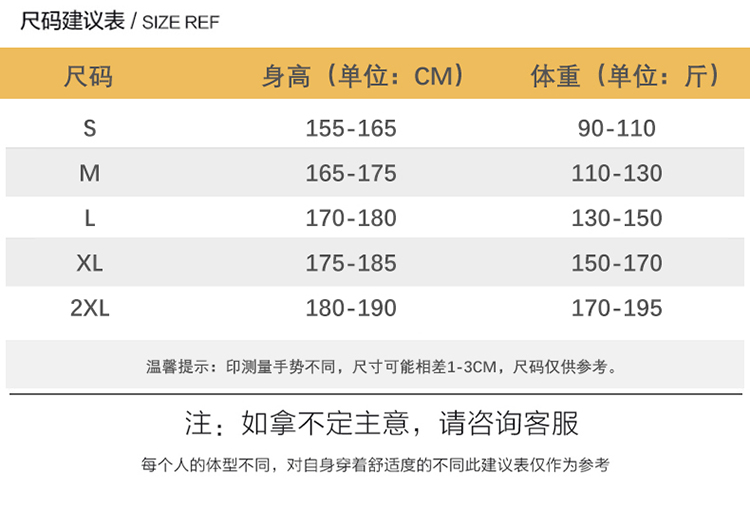 尺码建议表 / SIZE REF
尺码 身高（单位：CM） 体重（单位：斤）
S 155-165 90-110
M 165-175 110-130
L 170-180 130-150
XL 175-185 150-170
2XL 180-190 170-195
温馨提示：印测量手势不同，尺寸可能相差1-3CM，尺码仅供参考。
注：如拿不定主意，请咨询客服
每个人的体型不同，对自身穿着舒适度的不同此建议表仅作为参考